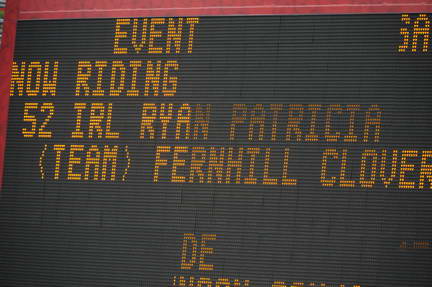 EVENT
NOW RIDING
52 IRL RYAN PATRICIA
(TEAM) FERNHILL CLOVER
DE